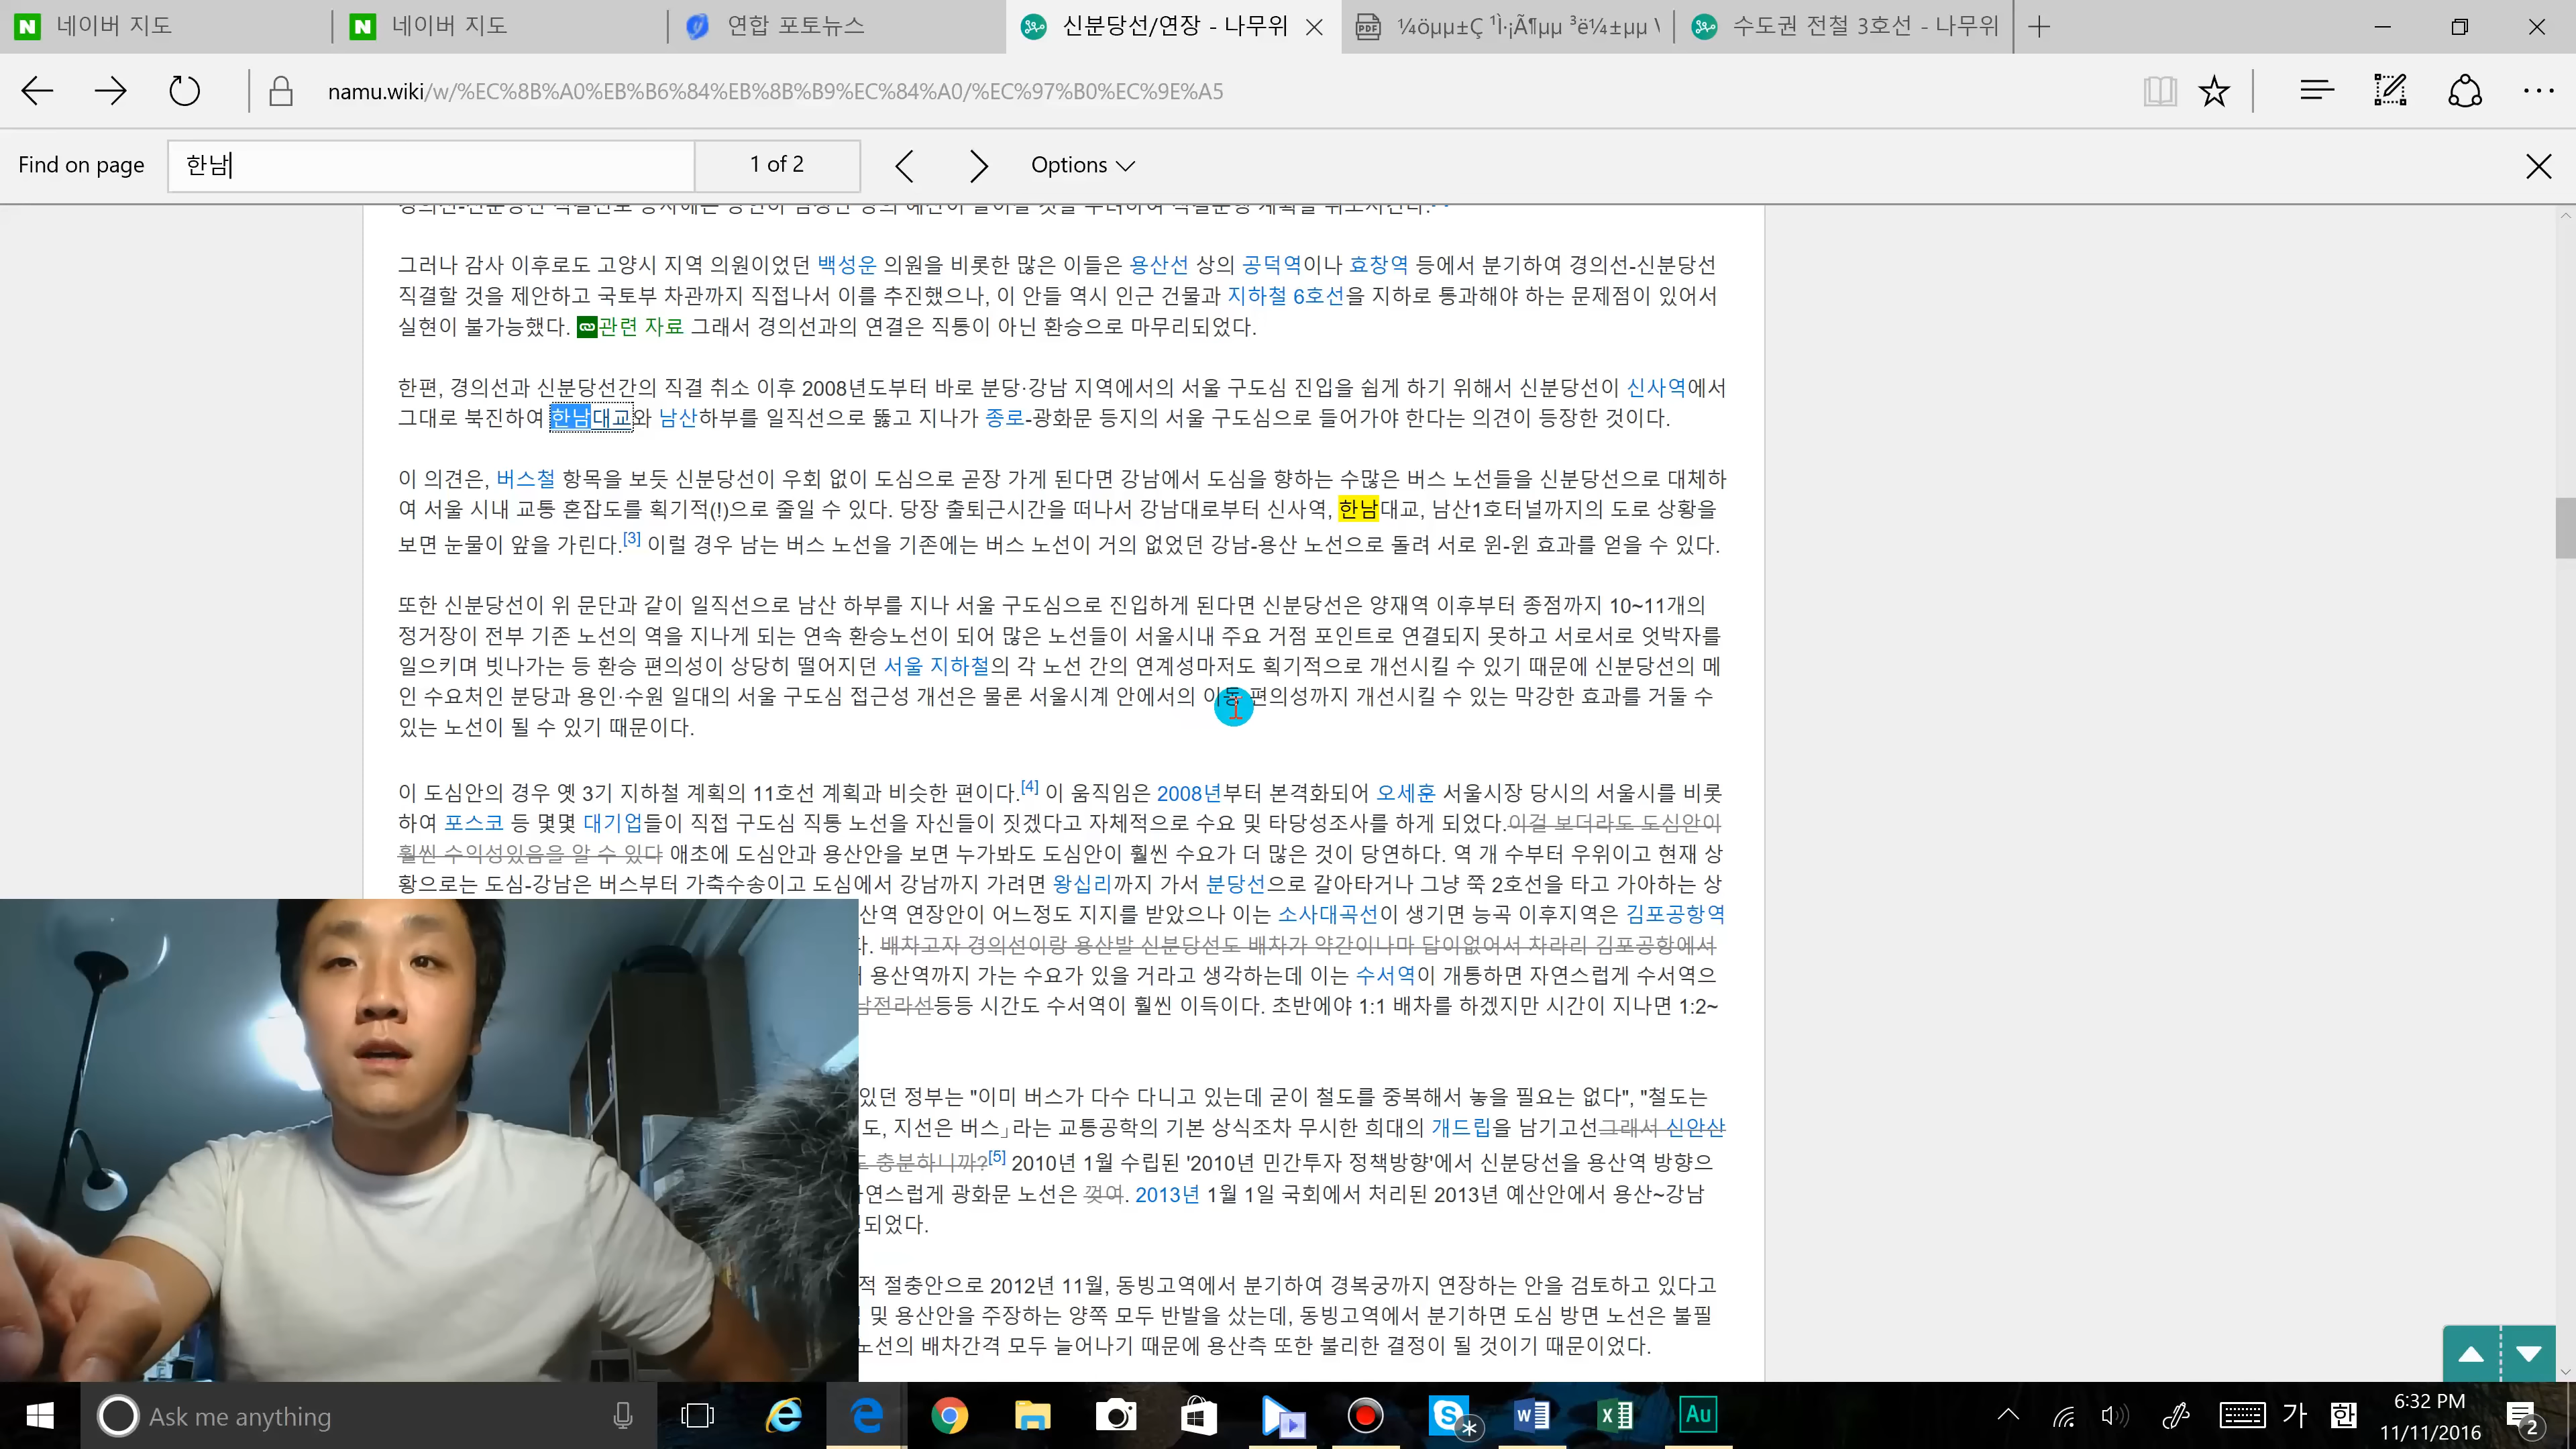 네이버 지도
네이버 지도
연합 포토뉴스
신분당선/연장 - 나무위
¼öµµ±Ç ¹Ì·¡Ã¶µµ ³ë¼±µµ \
수도권 전철 3호선 - 나무위
namu.wiki/w/%EC%8B%A0%EB%B6%84%EB%8B%B9%EC%84%A0/%EC%97%B0%EC%9E%A5
Find on page
한남
1 of 2
Options
그러나 감사 이후로도 고양시 지역 의원이었던 백성운 의원을 비롯한 많은 이들은 용산선 상의 공덕역이나 효창역 등에서 분기하여 경의선-신분당선
직결할 것을 제안하고 국토부 차관까지 직접나서 이를 추진했으나, 이 안들 역시 인근 건물과 지하철 6호선을 지하로 통과해야 하는 문제점이 있어서
실현이 불가능했다. 관련 자료 그래서 경의선과의 연결은 직통이 아닌 환승으로 마무리되었다.
한편, 경의선과 신분당선간의 직결 취소 이후 2008년도부터 바로 분당·강남 지역에서의 서울 구도심 진입을 쉽게 하기 위해서 신분당선이 신사역에서
그대로 북진하여 한남대교와 남산하부를 일직선으로 뚫고 지나가 종로-광화문 등지의 서울 구도심으로 들어가야 한다는 의견이 등장한 것이다.
이 의견은, 버스철 항목을 보듯 신분당선이 우회 없이 도심으로 곧장 가게 된다면 강남에서 도심을 향하는 수많은 버스 노선들을 신분당선으로 대체하
여 서울 시내 교통 혼잡도를 획기적(!)으로 줄일 수 있다. 당장 출퇴근시간을 떠나서 강남대로부터 신사역, 한남대교, 남산1호터널까지의 도로 상황을
보면 눈물이 앞을 가린다.[3] 이럴 경우 남는 버스 노선을 기존에는 버스 노선이 거의 없었던 강남-용산 노선으로 돌려 서로 윈-윈 효과를 얻을 수 있다.
또한 신분당선이 위 문단과 같이 일직선으로 남산 하부를 지나 서울 구도심으로 진입하게 된다면 신분당선은 양재역 이후부터 종점까지 10~11개의
정거장이 전부 기존 노선의 역을 지나게 되는 연속 환승노선이 되어 많은 노선들이 서울시내 주요 거점 포인트로 연결되지 못하고 서로서로 엇박자를
일으키며 빗나가는 등 환승 편의성이 상당히 떨어지던 서울 지하철의 각 노선 간의 연계성마저도 획기적으로 개선시킬 수 있기 때문에 신분당선의 메
인 수요처인 분당과 용인·수원 일대의 서울 구도심 접근성 개선은 물론 서울시계 안에서의 이동 편의성까지 개선시킬 수 있는 막강한 효과를 거둘 수
있는 노선이 될 수 있기 때문이다.
이 도심안의 경우 옛 3기 지하철 계획의 11호선 계획과 비슷한 편이다.[4] 이 움직임은 2008년부터 본격화되어 오세훈 서울시장 당시의 서울시를 비롯
하여 포스코 등 몇몇 대기업들이 직접 구도심 직통 노선을 자신들이 짓겠다고 자체적으로 수요 및 타당성조사를 하게 되었다.이걸 보더라도 도심안이
훨씬 수익성있음을 알 수 있다 애초에 도심안과 용산안을 보면 누가봐도 도심안이 훨씬 수요가 더 많은 것이 당연하다. 역 개 수부터 우위이고 현재 상
황으로는 도심-강남은 버스부터 가축수송이고 도심에서 강남까지 가려면 왕십리까지 가서 분당선으로 갈아타거나 그냥 쭉 2호선을 타고 가아하는 상
산역 연장안이 어느정도 지지를 받았으나 이는 소사대곡선이 생기면 능곡 이후지역은 김포공항역
다. 배차고자 경의선이랑 용산발 신분당선도 배차가 약간이나마 답이없어서 차라리 김포공항에서
용산역까지 가는 수요가 있을 거라고 생각하는데 이는 수서역이 개통하면 자연스럽게 수서역으
남전라선등등 시간도 수서역이 훨씬 이득이다. 초반에야 1:1 배차를 하겠지만 시간이 지나면 1:2~
있던 정부는 "이미 버스가 다수 다니고 있는데 굳이 철도를 중복해서 놓을 필요는 없다", "철도는
도, 지선은 버스」라는 교통공학의 기본 상식조차 무시한 희대의 개드립을 남기고선그래서 신안산
도 충분하니까?[5] 2010년 1월 수립된 '2010년 민간투자 정책방향'에서 신분당선을 용산역 방향으
자연스럽게 광화문 노선은 껒여. 2013년 1월 1일 국회에서 처리된 2013년 예산안에서 용산~강남
되었다.
적 절충안으로 2012년 11월, 동빙고역에서 분기하여 경복궁까지 연장하는 안을 검토하고 있다고
및 용산안을 주장하는 양쪽 모두 반발을 샀는데, 동빙고역에서 분기하면 도심 방면 노선은 불필
노선의 배차간격 모두 늘어나기 때문에 용산측 또한 불리한 결정이 될 것이기 때문이었다.
Ask me anything
Au
가
한
6:32 PM
11/11/2016
2